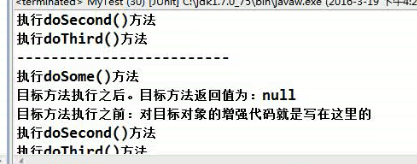 <terminated> MyTest (30) [JUnit] C:\jdk1.7.0_75\bin\javaw.exe (2016-3-19 下午4:2
执行doSecond()方法
执行doThird()方法
--------------------------
执行doSome()方法
目标方法执行之后。目标方法返回值为：null
目标方法执行之前：对目标对象的增强代码就是写在这里的
执行doSecond()方法
执行doThird()方法